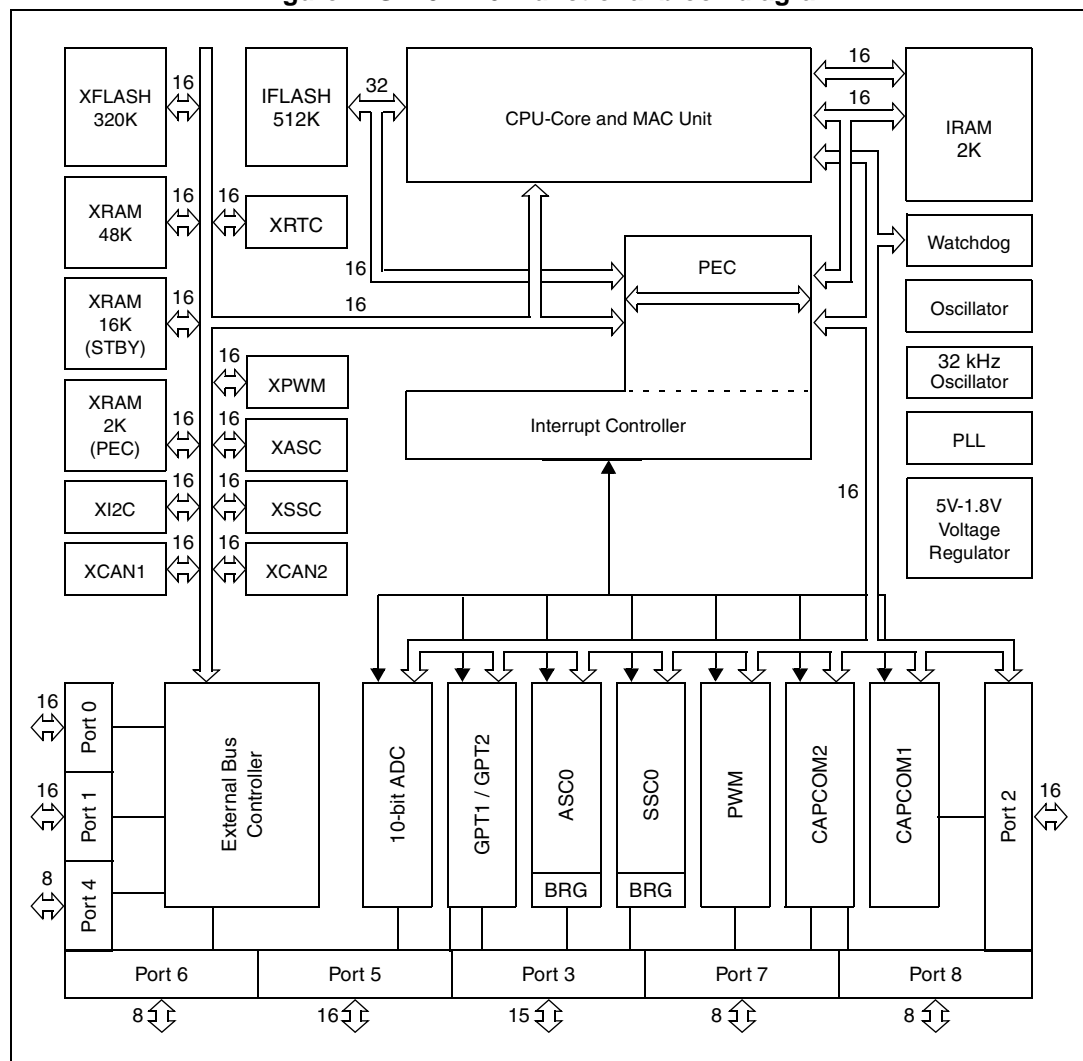 16
XFLASH
320K
16
IFLASH
512K
32
CPU-Core and MAC Unit
16
16
IRAM
2K
XRAM
48K
16
16
XRTC
Watchdog
PEC
16
16
XRAM
16K
(STBY)
16
Oscillator
32 kHz
Oscillator
XRAM
2K
(PEC)
16
16
XPWM
16
XASC
Interrupt Controller
PLL
XI2C
16
16
XSSC
16
5V-1.8V
Voltage
Regulator
XCAN1
16
16
XCAN2
16
Port 0
16
Port 1
8
Port 4
External Bus
Controller
10-bit ADC
GPT1 / GPT2
ASC0
BRG
SSC0
BRG
PWM
CAPCOM2
CAPCOM1
Port 2
16
Port 6
Port 5
Port 3
Port 7
Port 8
8
16
15
8
8